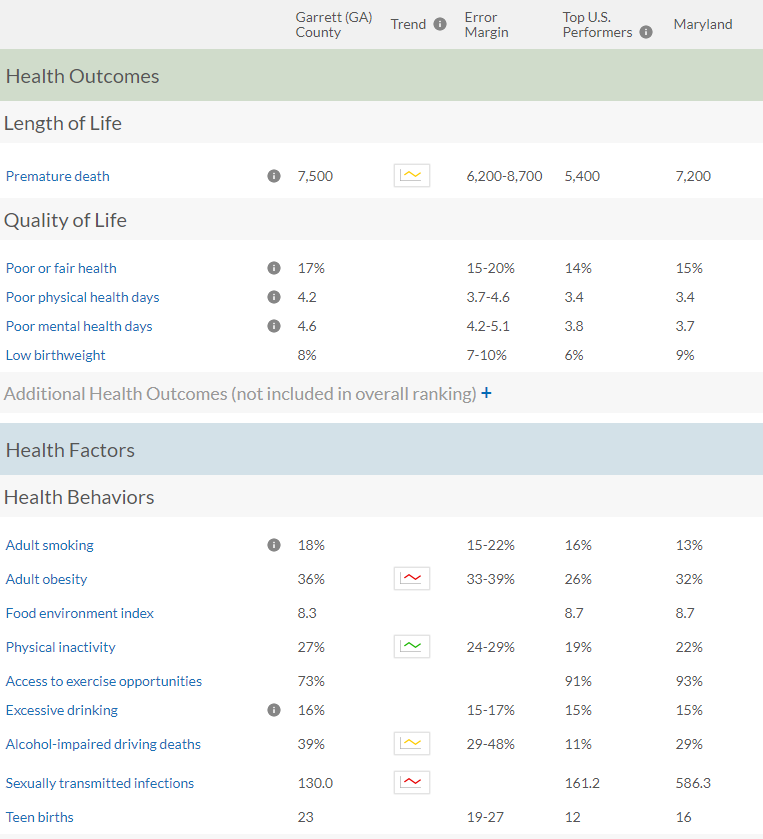 Garrett (GA) County Trend Error Margin Top U.S. Performers Maryland
Health Outcomes
Length of Life
Premature death 7,500 6,200-8,700 5,400 7,200
Quality of Life
Poor or fair health 17% 15-20% 14% 15%
Poor physical health days 4.2 3.7-4.6 3.4 3.4
Poor mental health days 4.6 4.2-5.1 3.8 3.7
Low birthweight 8% 7-10% 6% 9%
Additional Health Outcomes (not included in overall ranking) +
Health Factors
Health Behaviors
Adult smoking 18% 15-22% 16% 13%
Adult obesity 36% 33-39% 26% 32%
Food environment index 8.3 8.7 8.7
Physical inactivity 27% 24-29% 19% 22%
Access to exercise opportunities 73% 91% 93%
Excessive drinking 16% 15-17% 15% 15%
Alcohol-impaired driving deaths 39% 29-48% 11% 29%
Sexually transmitted infections 130.0 161.2 586.3
Teen births 23 19-27 12 16